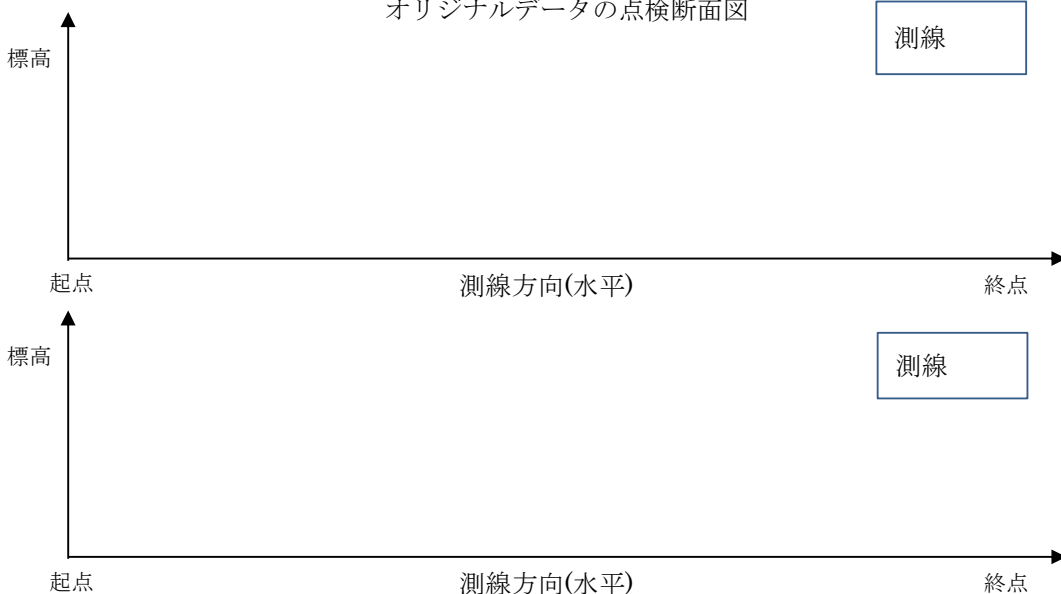 オリジナルデータの点検断面図
測線
標高
起点
測線方向(水平)
終点
測線
標高
起点
測線方向(水平)
終点